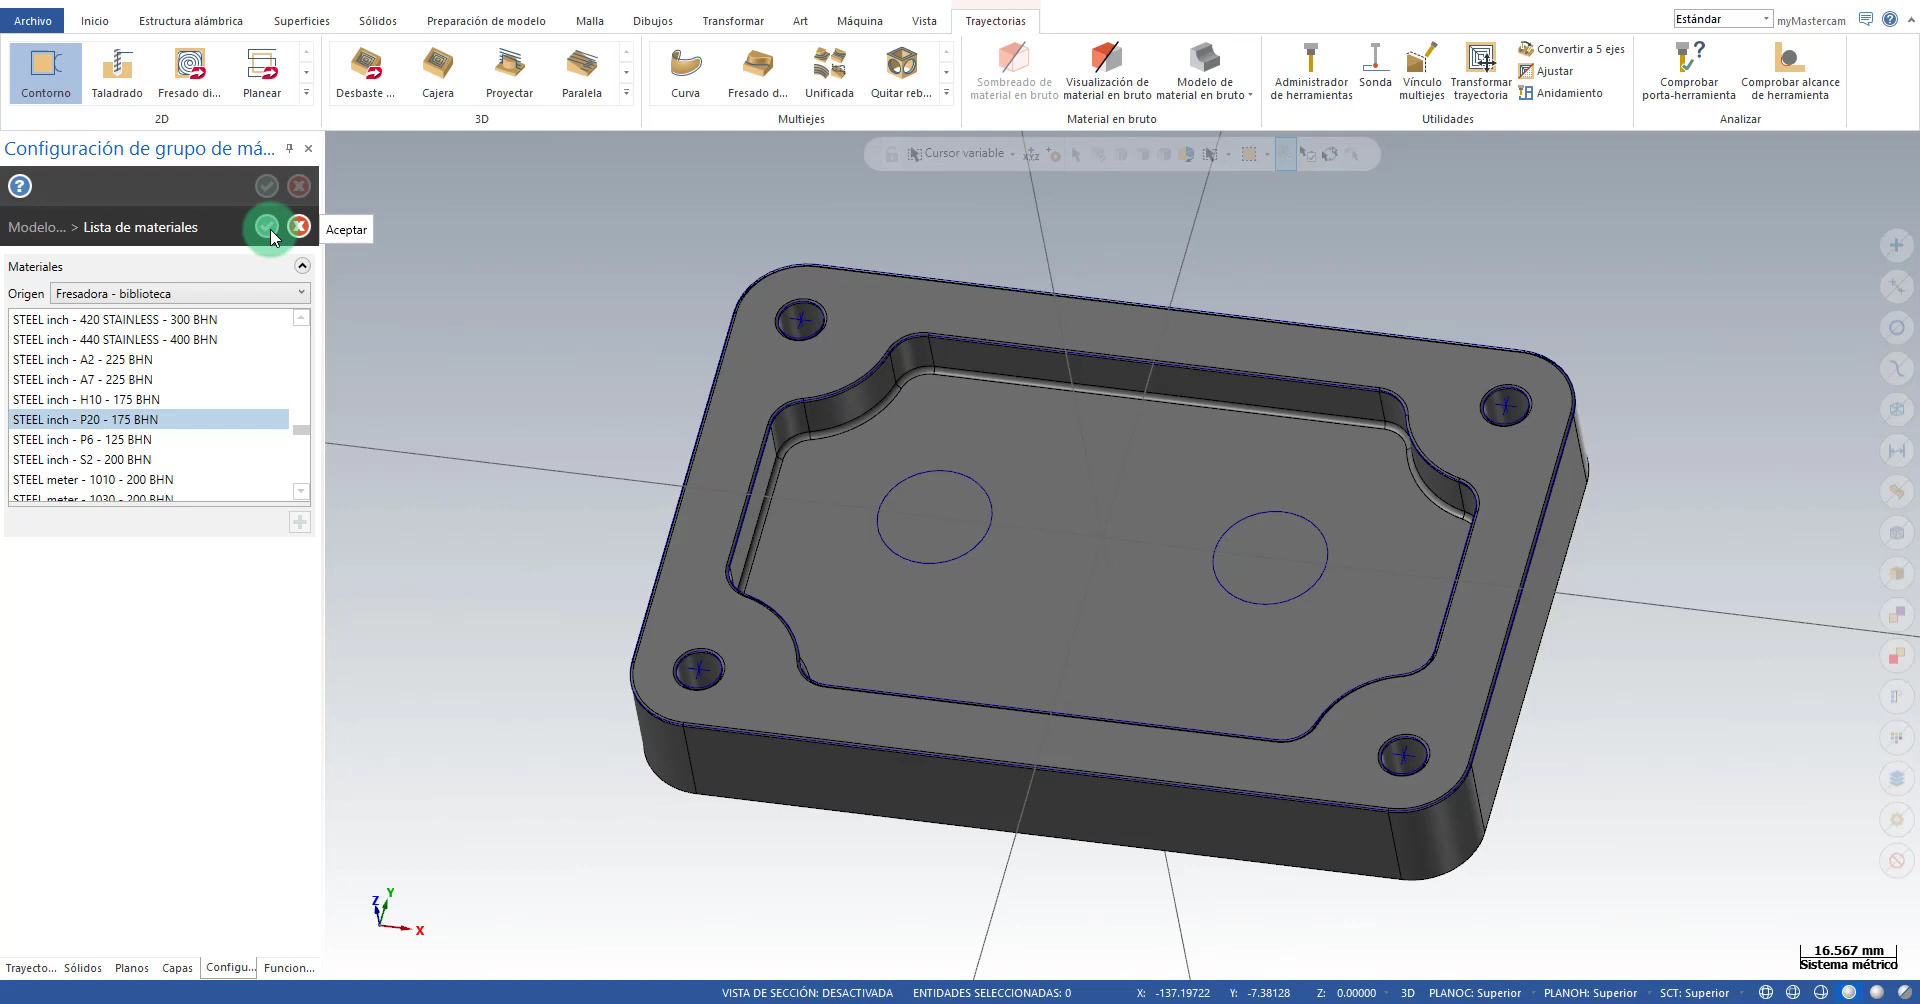 Archivo Inicio Estructura alámbrica Superficies Sólidos Preparación de modelo Malla Dibujos Transformar Art Máquina Vista Trayectorias Estándar myMastercam
Contorno Taladrado Fresado di... Planear
2D
Desbaste ... Cajera Proyectar Paralela
3D
Curva Fresado d... Unificada Quitar reb...
Multiejes
Sombreado de material en bruto Visualización de material en bruto Modelo de material en bruto
Material en bruto
Administrador de herramientas Sonda Vínculo multiejes Transformar trayectoria Convertir a 5 ejes
Ajustar
Anidamiento
Utilidades
Comprobar porta-herramienta Comprobar alcance de herramienta
Analizar
Configuración de grupo de má...
Cursor variable
Modelo... > Lista de materiales
Aceptar
Materiales
Origen Fresadora - biblioteca
STEEL inch - 420 STAINLESS - 300 BHN
STEEL inch - 440 STAINLESS - 400 BHN
STEEL inch - A2 - 225 BHN
STEEL inch - A7 - 225 BHN
STEEL inch - H10 - 175 BHN
STEEL inch - P20 - 175 BHN
STEEL inch - P6 - 125 BHN
STEEL inch - S2 - 200 BHN
STEEL meter - 1010 - 200 BHN
STEEL meter - 1030 - 200 BHN
Z Y X
16.567 mm
Sistema métrico
Trayecto... Sólidos Planos Capas Configu... Funcion...
VISTA DE SECCIÓN: DESACTIVADA ENTIDADES SELECCIONADAS: 0 X: -137.19722 Y: -7.38128 Z: 0.00000 3D PLANOC: Superior PLANOH: Superior SCT: Superior